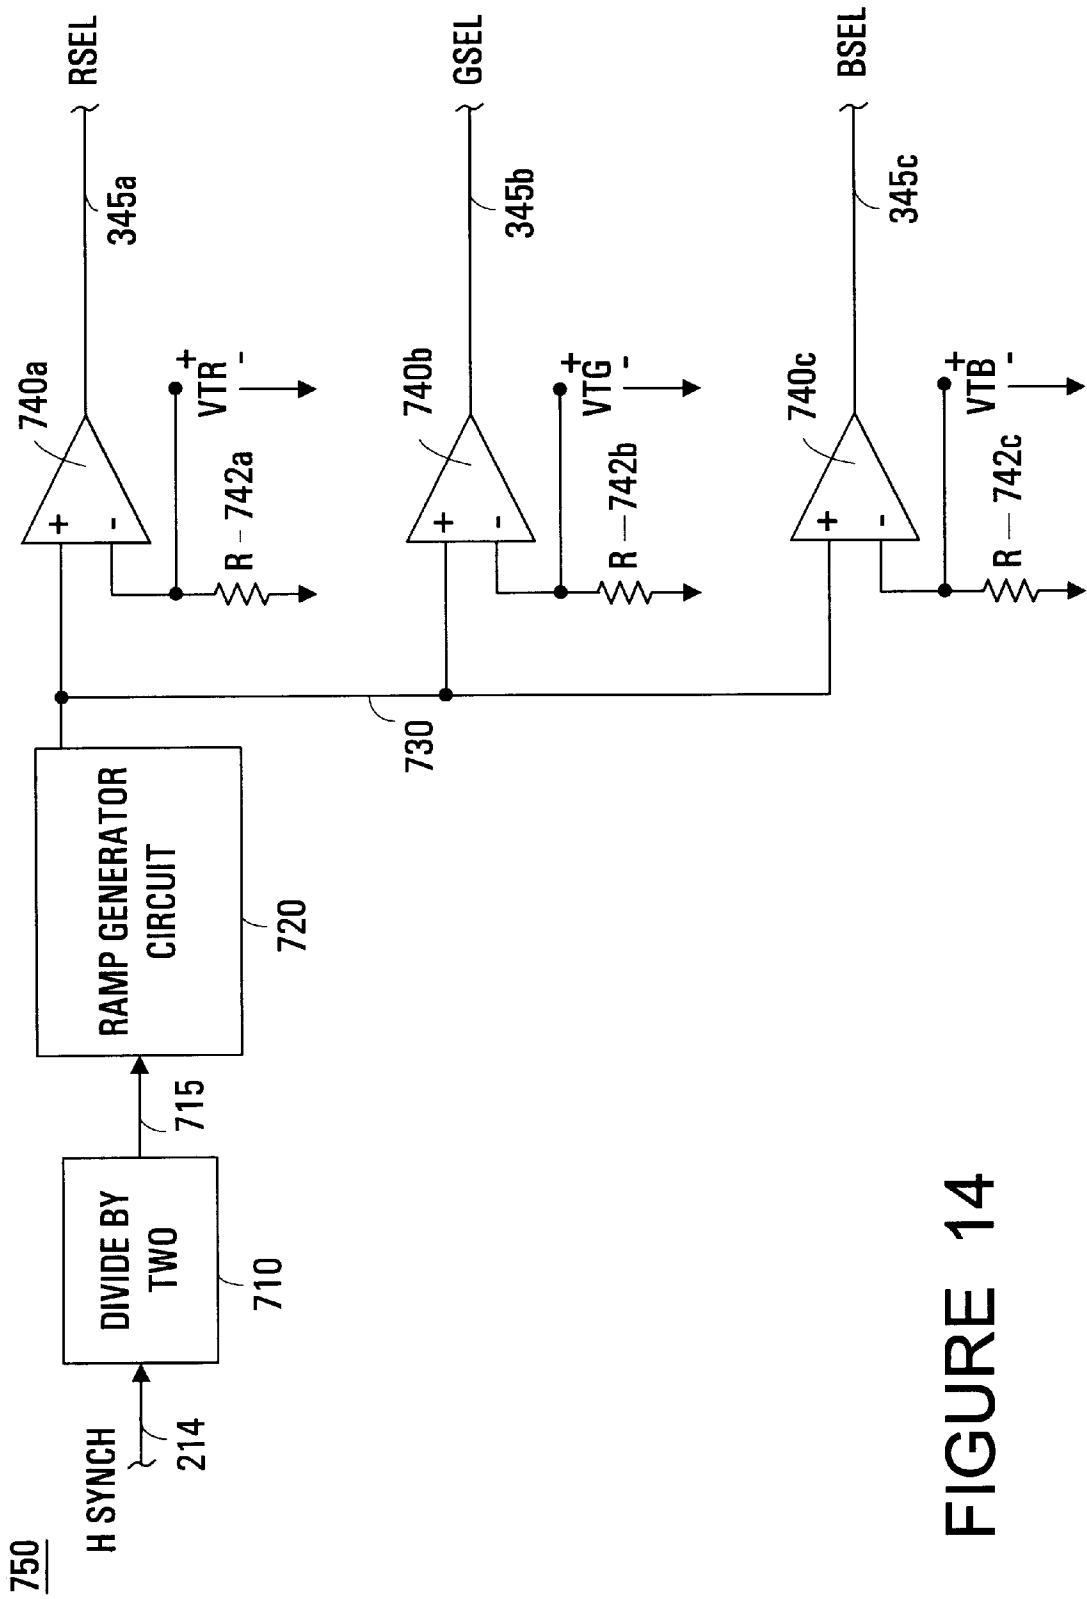 750
H SYNCH
214
DIVIDE BY
TWO
710
715
RAMP GENERATOR
CIRCUIT
720
730
+
-
740a
R
742a
+
VTR
-
345a
RSEL
+
-
740b
R
742b
+
VTG
-
345b
GSEL
+
-
740c
R
742c
+
VTB
-
345c
BSEL
FIGURE 14